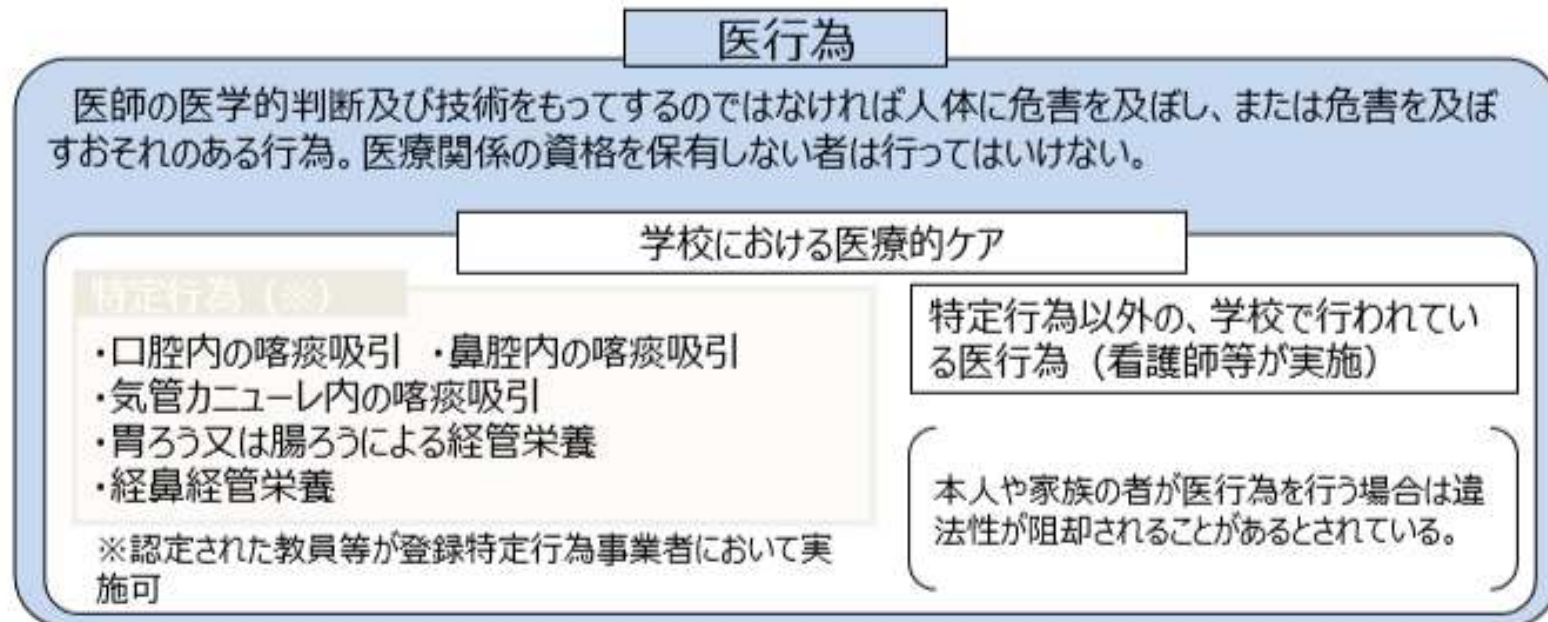 医行為
医師の医学的判断及び技術をもってするのではなければ人体に危害を及ぼし、または危害を及ぼ
すおそれのある行為。医療関係の資格を保有しない者は行ってはいけない。
学校における医療的ケア
特定行為（※）
・口腔内の喀痰吸引　・鼻腔内の喀痰吸引
・気管カニューレ内の喀痰吸引
・胃ろう又は腸ろうによる経管栄養
・経鼻経管栄養
※認定された教員等が登録特定行為事業者において実
施可
特定行為以外の、学校で行われてい
る医行為（看護師等が実施）
本人や家族の者が医行為を行う場合は違
法性が阻却されることがあるとされている。